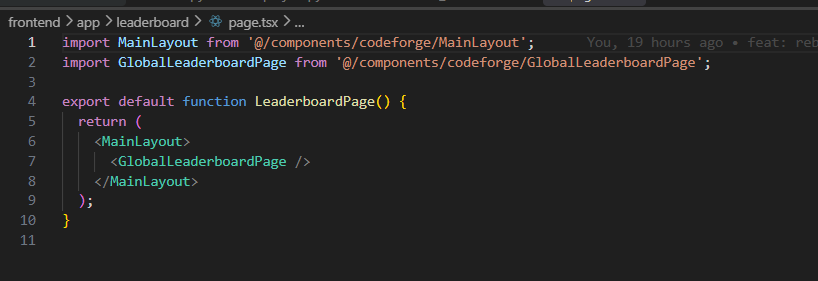 frontend > app > leaderboard > page.tsx > ...
1 import MainLayout from '@/components/codeforge/MainLayout'; You, 19 hours ago • feat: reb
2 import GlobalLeaderboardPage from '@/components/codeforge/GlobalLeaderboardPage';
3
4 export default function LeaderboardPage() {
5 return (
6 <MainLayout>
7 <GlobalLeaderboardPage />
8 </MainLayout>
9 );
10 }
11